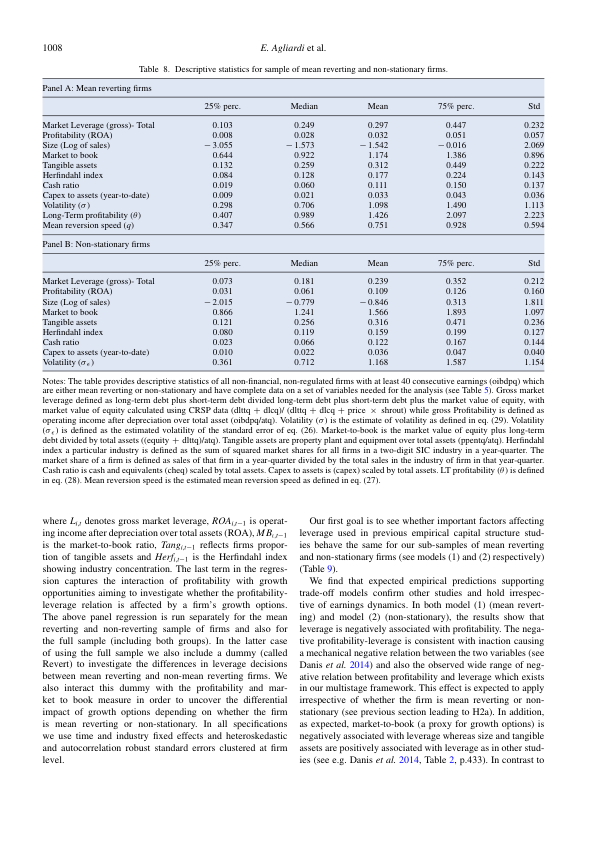 1008
E. Agliardi et al.
Table 8. Descriptive statistics for sample of mean reverting and non-stationary firms.
Panel A: Mean reverting firms
25% perc. Median Mean 75% perc. Std
Market Leverage (gross)- Total 0.103 0.249 0.297 0.447 0.232
Profitability (ROA) 0.008 0.028 0.032 0.051 0.057
Size (Log of sales) −3.055 −1.573 −1.542 −0.016 2.069
Market to book 0.644 0.922 1.174 1.386 0.896
Tangible assets 0.132 0.259 0.312 0.449 0.222
Herfindahl index 0.084 0.128 0.177 0.224 0.143
Cash ratio 0.019 0.060 0.111 0.150 0.137
Capex to assets (year-to-date) 0.009 0.021 0.033 0.043 0.036
Volatility (σ) 0.298 0.706 1.098 1.490 1.113
Long-Term profitability (θ) 0.407 0.989 1.426 2.097 2.223
Mean reversion speed (q) 0.347 0.566 0.751 0.928 0.594
Panel B: Non-stationary firms
25% perc. Median Mean 75% perc. Std
Market Leverage (gross)- Total 0.073 0.181 0.239 0.352 0.212
Profitability (ROA) 0.031 0.061 0.109 0.126 0.160
Size (Log of sales) −2.015 −0.779 −0.846 0.313 1.811
Market to book 0.866 1.241 1.566 1.893 1.097
Tangible assets 0.121 0.256 0.316 0.471 0.236
Herfindahl index 0.080 0.119 0.159 0.199 0.127
Cash ratio 0.023 0.066 0.122 0.167 0.144
Capex to assets (year-to-date) 0.010 0.022 0.036 0.047 0.040
Volatility (σε) 0.361 0.712 1.168 1.587 1.154
Notes: The table provides descriptive statistics of all non-financial, non-regulated firms with at least 40 consecutive earnings (oibdpq) which
are either mean reverting or non-stationary and have complete data on a set of variables needed for the analysis (see Table 5). Gross market
leverage defined as long-term debt plus short-term debt divided long-term debt plus short-term debt plus the market value of equity, with
market value of equity calculated using CRSP data (dlttq + dlcq)/ (dlttq + dlcq + price × shrout) while gross Profitability is defined as
operating income after depreciation over total asset (oibdpq/atq). Volatility (σ) is the estimate of volatility as defined in eq. (29). Volatility
(σε) is defined as the estimated volatility of the standard error of eq. (26). Market-to-book is the market value of equity plus long-term
debt divided by total assets ((equity + dlttq)/atq). Tangible assets are property plant and equipment over total assets (ppentq/atq). Herfindahl
index a particular industry is defined as the sum of squared market shares for all firms in a two-digit SIC industry in a year-quarter. The
market share of a firm is defined as sales of that firm in a year-quarter divided by the total sales in the industry of firm in that year-quarter.
Cash ratio is cash and equivalents (cheq) scaled by total assets. Capex to assets is (capex) scaled by total assets. LT profitability (θ) is defined
in eq. (28). Mean reversion speed is the estimated mean reversion speed as defined in eq. (27).
where Li,t denotes gross market leverage, ROAi,t−1 is operat-
ing income after depreciation over total assets (ROA), MBi,t−1
is the market-to-book ratio, Tangi,t−1 reflects firms propor-
tion of tangible assets and Herfi,t−1 is the Herfindahl index
showing industry concentration. The last term in the regres-
sion captures the interaction of profitability with growth
opportunities aiming to investigate whether the profitability-
leverage relation is affected by a firm's growth options.
The above panel regression is run separately for the mean
reverting and non-reverting sample of firms and also for
the full sample (including both groups). In the latter case
of using the full sample we also include a dummy (called
Revert) to investigate the differences in leverage decisions
between mean reverting and non-mean reverting firms. We
also interact this dummy with the profitability and mar-
ket to book measure in order to uncover the differential
impact of growth options depending on whether the firm
is mean reverting or non-stationary. In all specifications
we use time and industry fixed effects and heteroskedastic
and autocorrelation robust standard errors clustered at firm
level.
Our first goal is to see whether important factors affecting
leverage used in previous empirical capital structure stud-
ies behave the same for our sub-samples of mean reverting
and non-stationary firms (see models (1) and (2) respectively)
(Table 9).
We find that expected empirical predictions supporting
trade-off models confirm other studies and hold irrespec-
tive of earnings dynamics. In both model (1) (mean revert-
ing) and model (2) (non-stationary), the results show that
leverage is negatively associated with profitability. The nega-
tive profitability-leverage is consistent with inaction causing
a mechanical negative relation between the two variables (see
Danis et al. 2014) and also the observed wide range of neg-
ative relation between profitability and leverage which exists
in our multistage framework. This effect is expected to apply
irrespective of whether the firm is mean reverting or non-
stationary (see previous section leading to H2a). In addition,
as expected, market-to-book (a proxy for growth options) is
negatively associated with leverage whereas size and tangible
assets are positively associated with leverage as in other stud-
ies (see e.g. Danis et al. 2014, Table 2, p.433). In contrast to